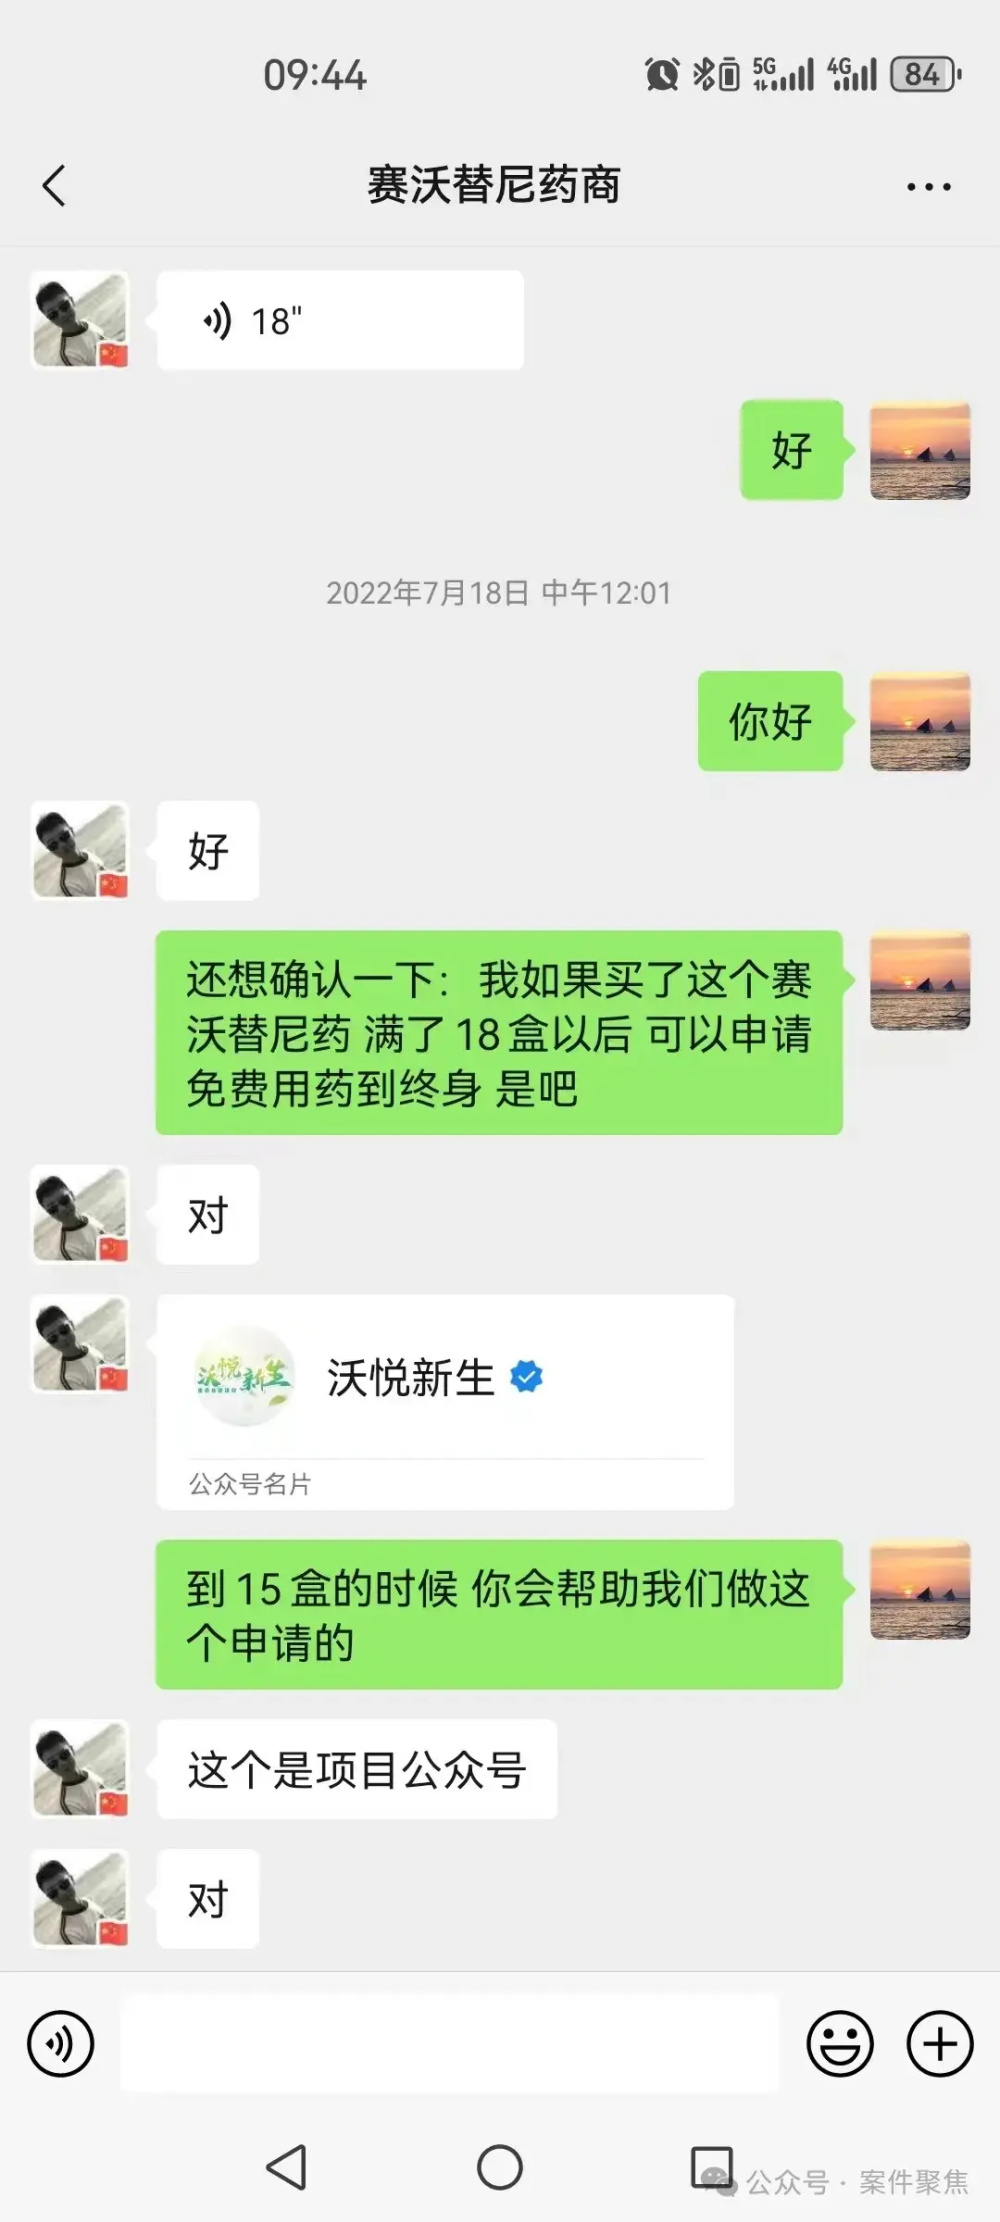 09:44
5G
4G
84
赛沃替尼药商
18"
好
2022年7月18日 中午12:01
你好
好
还想确认一下：我如果买了这个赛
沃替尼药 满了 18 盒以后 可以申请
免费用药到终身 是吧
对
沃悦新生
沃悦新生
公众号名片
到 15 盒的时候 你会帮助我们做这
个申请的
这个是项目公众号
对
公众号 · 案件聚焦